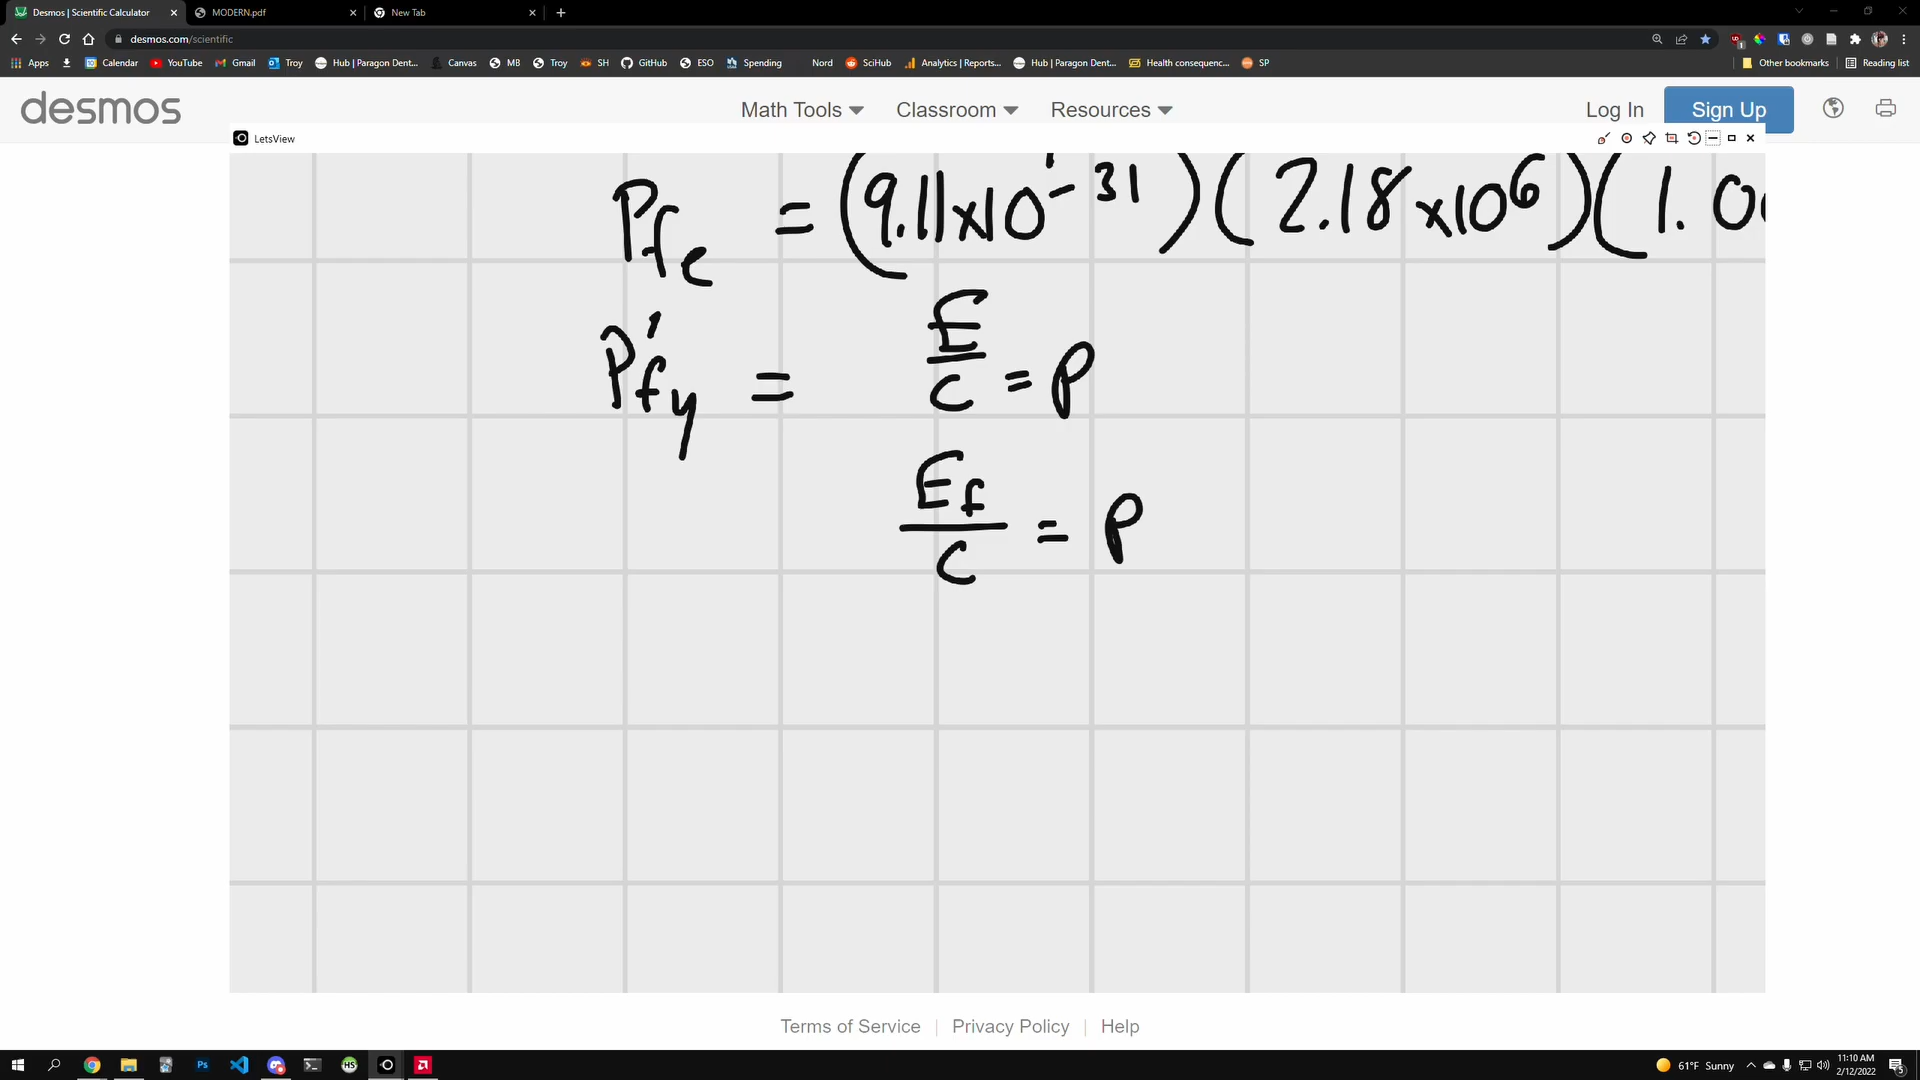 Desmos | Scientific Calculator
MODERN.pdf
New Tab
desmos.com/scientific
Apps
Calendar
YouTube
Gmail
Troy
Hub | Paragon Dent...
Canvas
MB
Troy
SH
GitHub
ESO
Spending
Nord
SciHub
Analytics | Reports...
Hub | Paragon Dent...
Health consequenc...
SP
Other bookmarks
Reading list
desmos
Math Tools
Classroom
Resources
Log In
Sign Up
LetsView
Pfe = (9.11x10^-31)(2.18x10^6)(1.00
P'fy = E/C = P
Ef/C = P
Terms of Service | Privacy Policy | Help
61°F Sunny
11:10 AM
2/12/2022